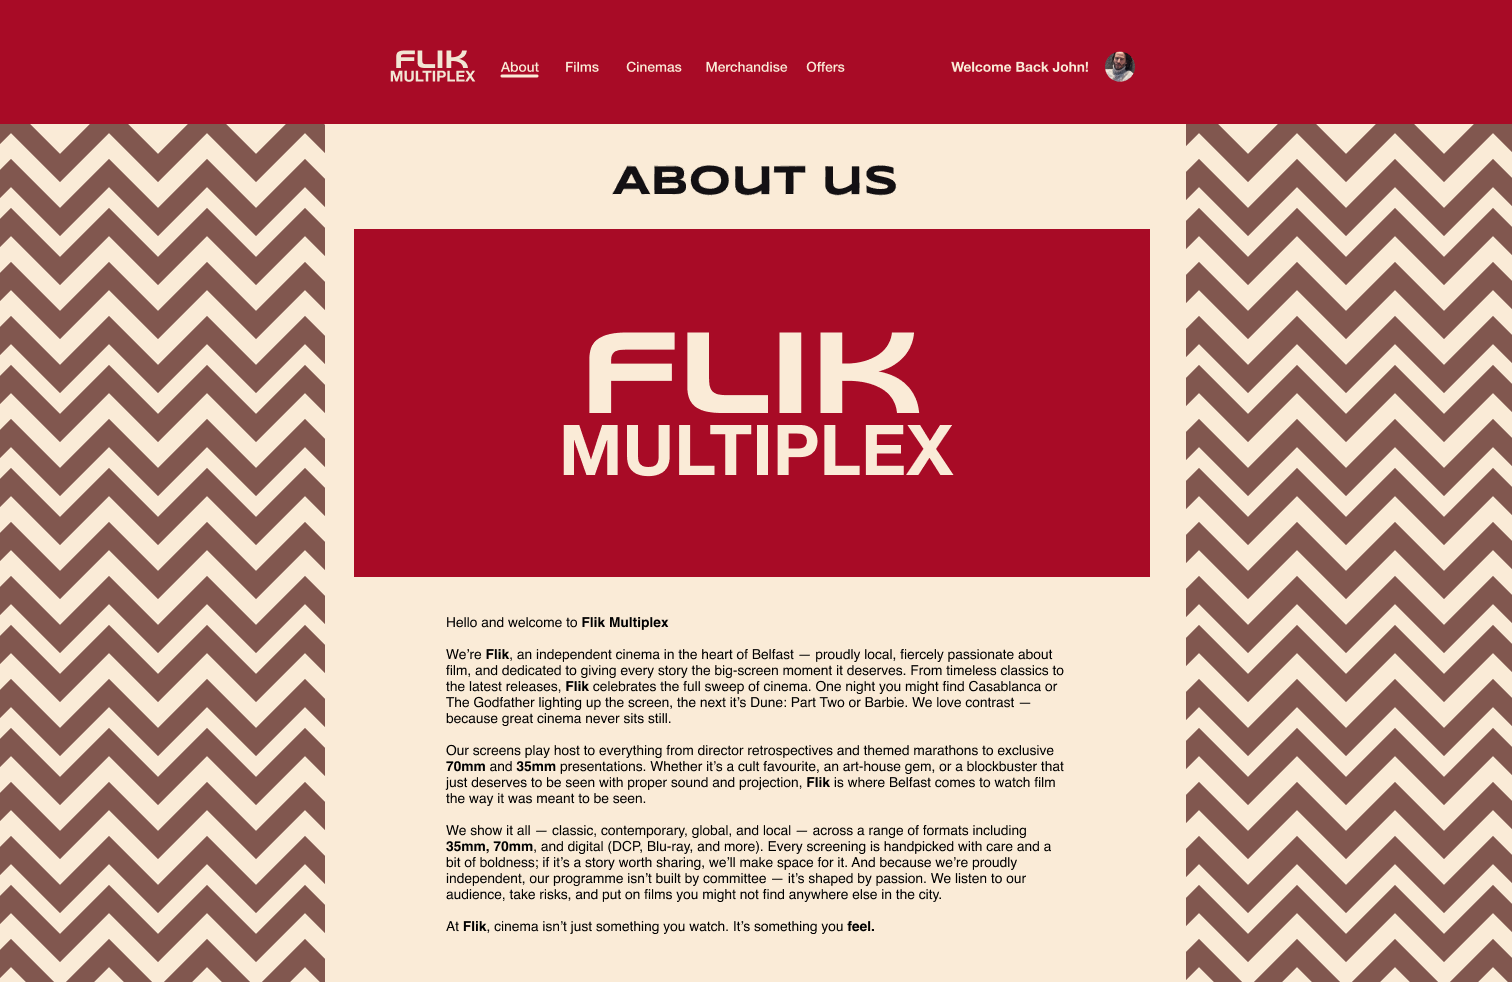 FLIK
MULTIPLEX
About Films Cinemas Merchandise Offers Welcome Back John!
ABOUT US
FLIK
MULTIPLEX
Hello and welcome to Flik Multiplex
We’re Flik, an independent cinema in the heart of Belfast — proudly local, fiercely passionate about
film, and dedicated to giving every story the big-screen moment it deserves. From timeless classics to
the latest releases, Flik celebrates the full sweep of cinema. One night you might find Casablanca or
The Godfather lighting up the screen, the next it’s Dune: Part Two or Barbie. We love contrast —
because great cinema never sits still.
Our screens play host to everything from director retrospectives and themed marathons to exclusive
70mm and 35mm presentations. Whether it’s a cult favourite, an art-house gem, or a blockbuster that
just deserves to be seen with proper sound and projection, Flik is where Belfast comes to watch film
the way it was meant to be seen.
We show it all — classic, contemporary, global, and local — across a range of formats including
35mm, 70mm, and digital (DCP, Blu-ray, and more). Every screening is handpicked with care and a
bit of boldness; if it’s a story worth sharing, we’ll make space for it. And because we’re proudly
independent, our programme isn’t built by committee — it’s shaped by passion. We listen to our
audience, take risks, and put on films you might not find anywhere else in the city.
At Flik, cinema isn’t just something you watch. It’s something you feel.